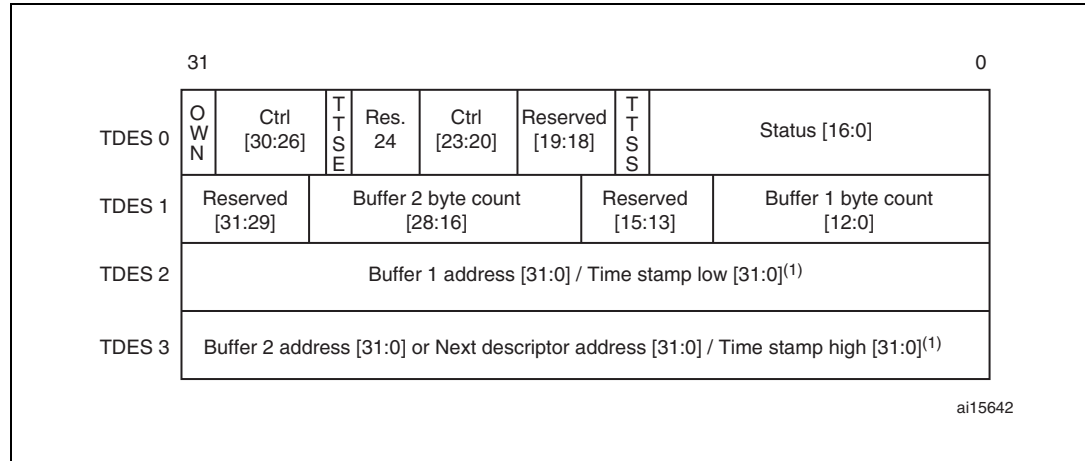 31 0
TDES 0 OWN Ctrl [30:26] TTSE Res. 24 Ctrl [23:20] Reserved [19:18] TTSS Status [16:0]
TDES 1 Reserved [31:29] Buffer 2 byte count [28:16] Reserved [15:13] Buffer 1 byte count [12:0]
TDES 2 Buffer 1 address [31:0] / Time stamp low [31:0](1)
TDES 3 Buffer 2 address [31:0] or Next descriptor address [31:0] / Time stamp high [31:0](1)
ai15642